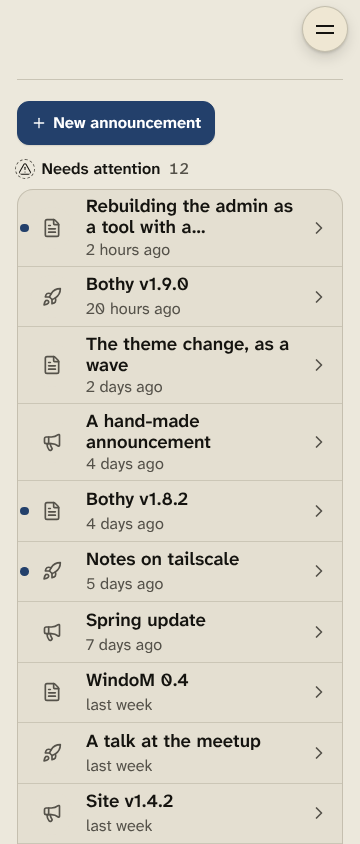 + New announcement
Needs attention 12
Rebuilding the admin as
a tool with a...
2 hours ago
Bothy v1.9.0
20 hours ago
The theme change, as a
wave
2 days ago
A hand-made
announcement
4 days ago
Bothy v1.8.2
4 days ago
Notes on tailscale
5 days ago
Spring update
7 days ago
WindoM 0.4
last week
A talk at the meetup
last week
Site v1.4.2
last week